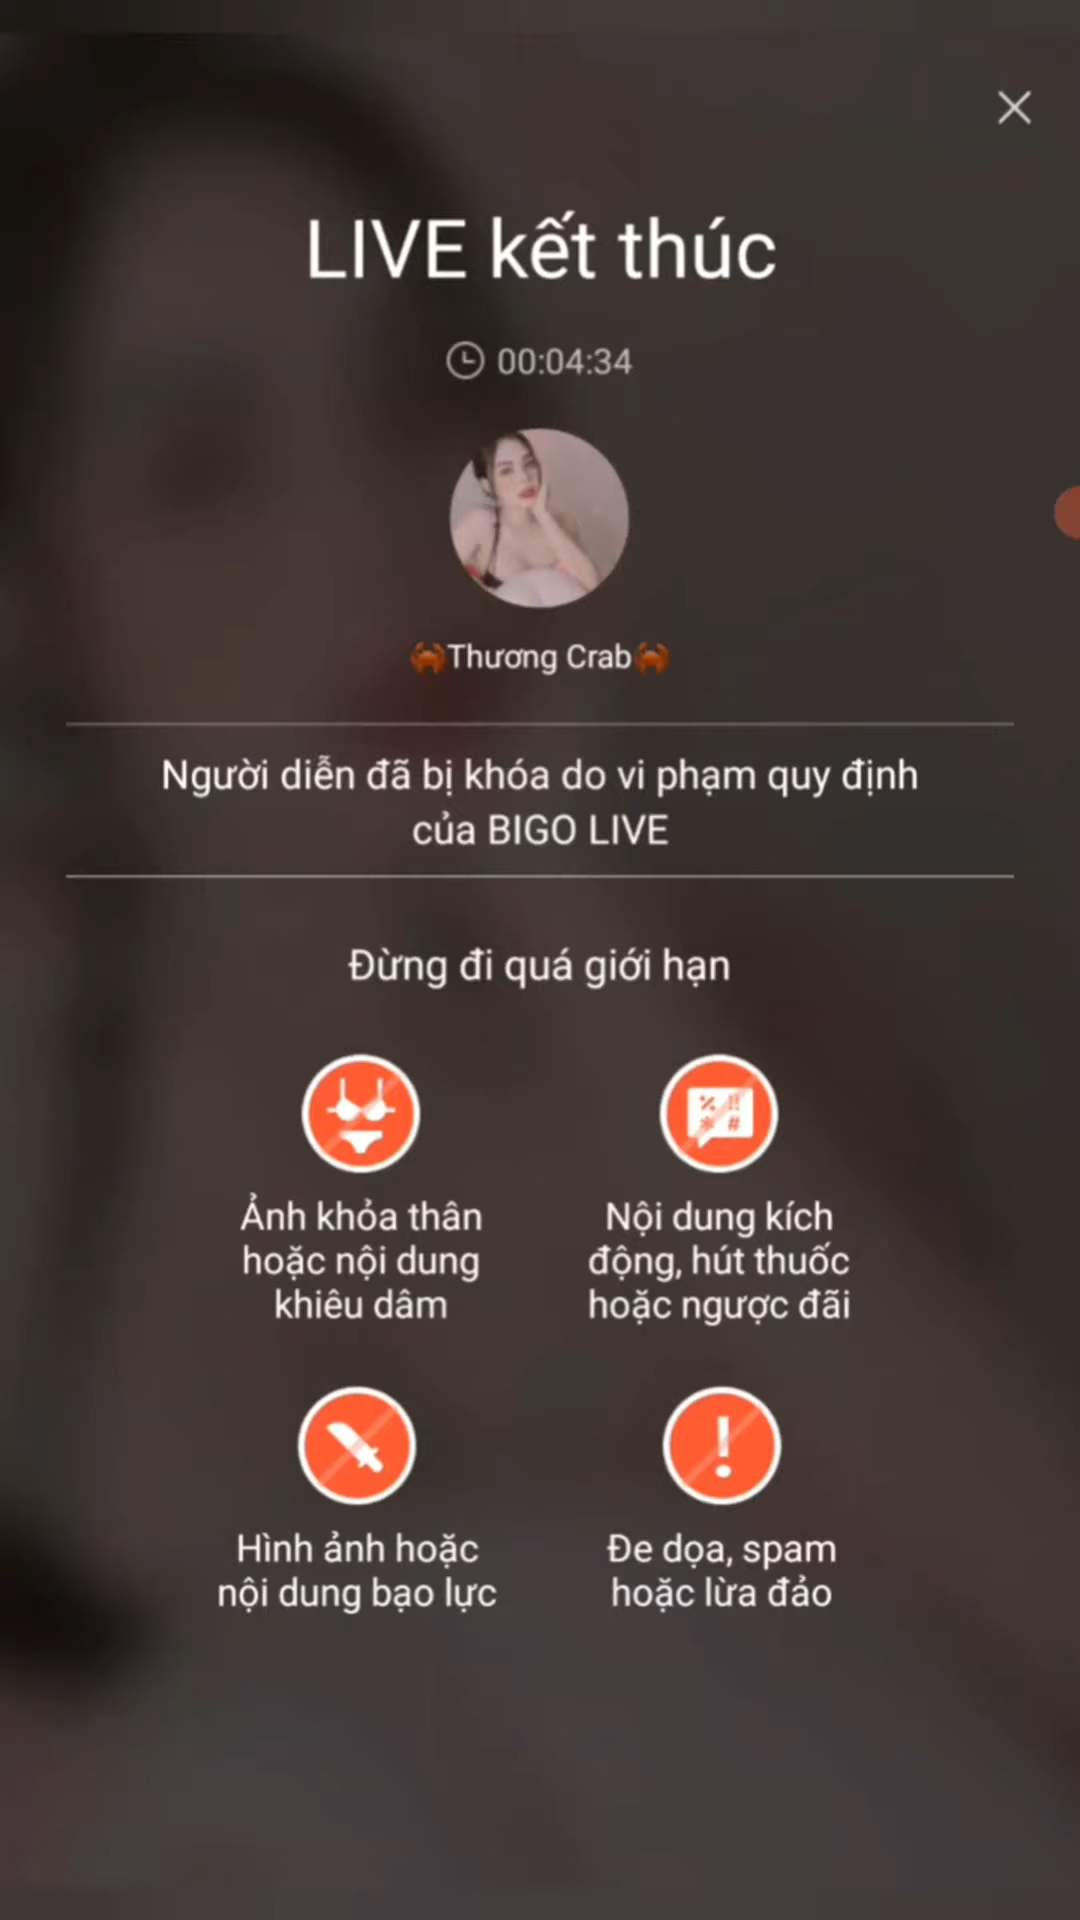 LIVE kết thúc
00:04:34
🦀Thương Crab🦀
Người diễn đã bị khóa do vi phạm quy định
của BIGO LIVE
Đừng đi quá giới hạn
Ảnh khỏa thân
hoặc nội dung
khiêu dâm
Nội dung kích
động, hút thuốc
hoặc ngược đãi
Hình ảnh hoặc
nội dung bạo lực
Đe dọa, spam
hoặc lừa đảo